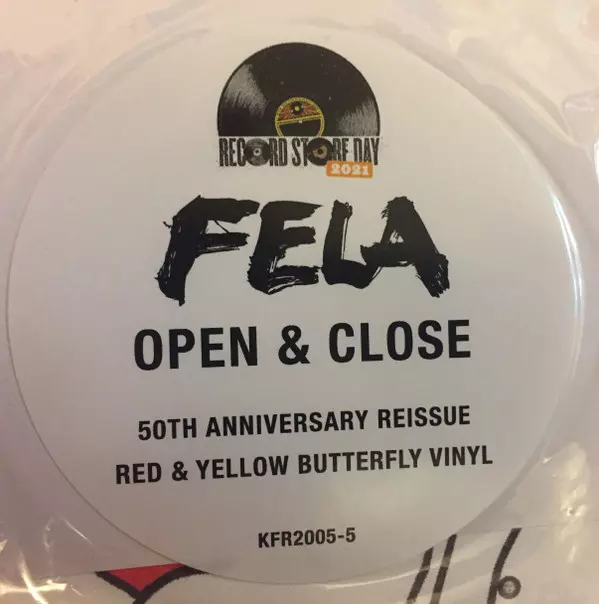 RECORD STORE DAY
2021
FELA
OPEN & CLOSE
50TH ANNIVERSARY REISSUE
RED & YELLOW BUTTERFLY VINYL
KFR2005-5